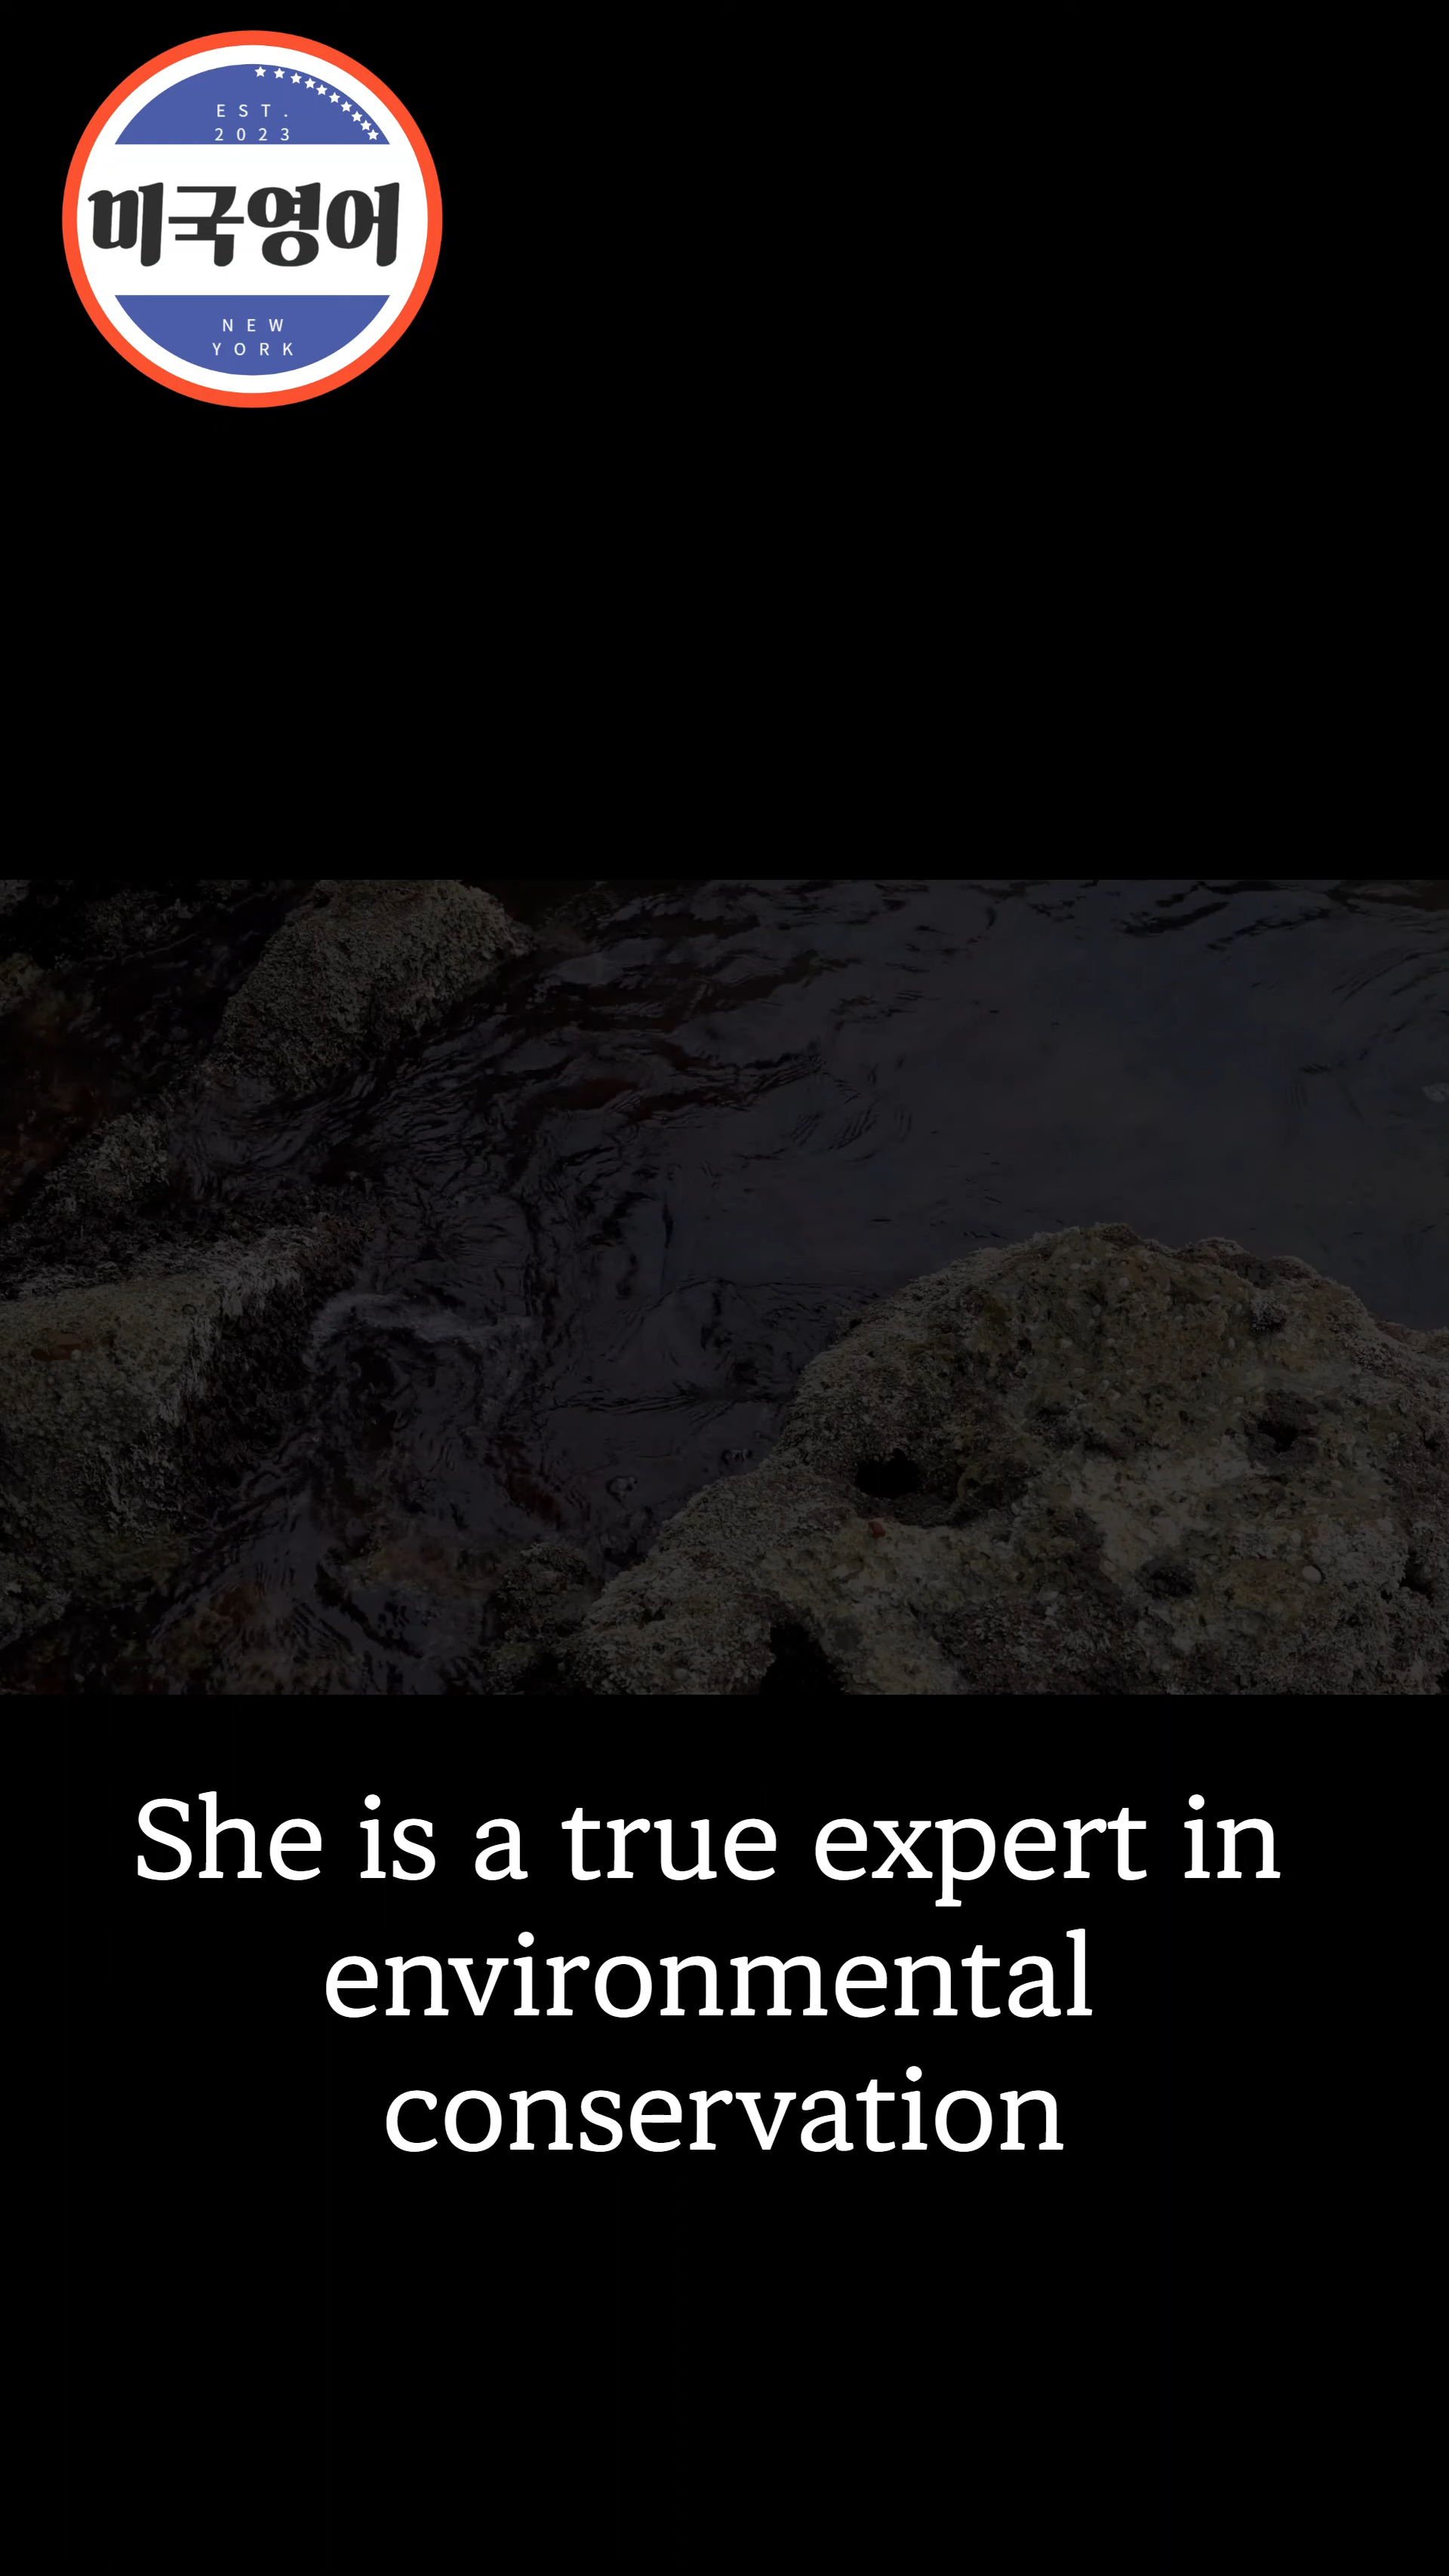 EST.
2023
미국영어
NEW
YORK
She is a true expert in
environmental
conservation